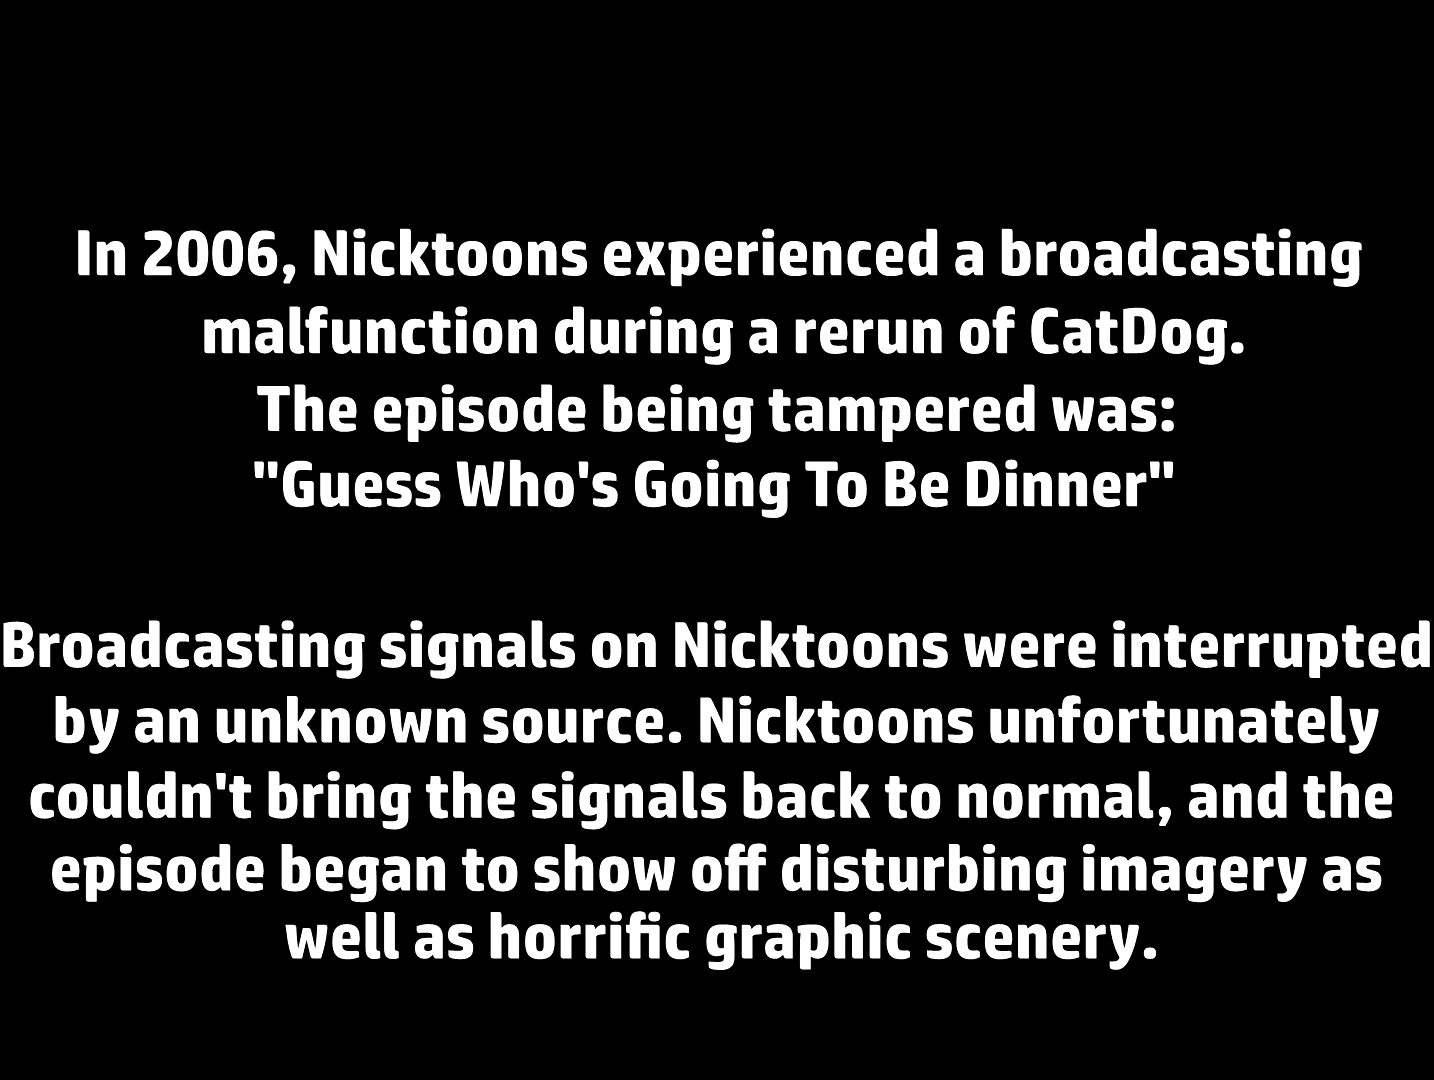 In 2006, Nicktoons experienced a broadcasting
malfunction during a rerun of CatDog.
The episode being tampered was:
"Guess Who's Going To Be Dinner"
Broadcasting signals on Nicktoons were interrupted
by an unknown source. Nicktoons unfortunately
couldn't bring the signals back to normal, and the
episode began to show off disturbing imagery as
well as horrific graphic scenery.